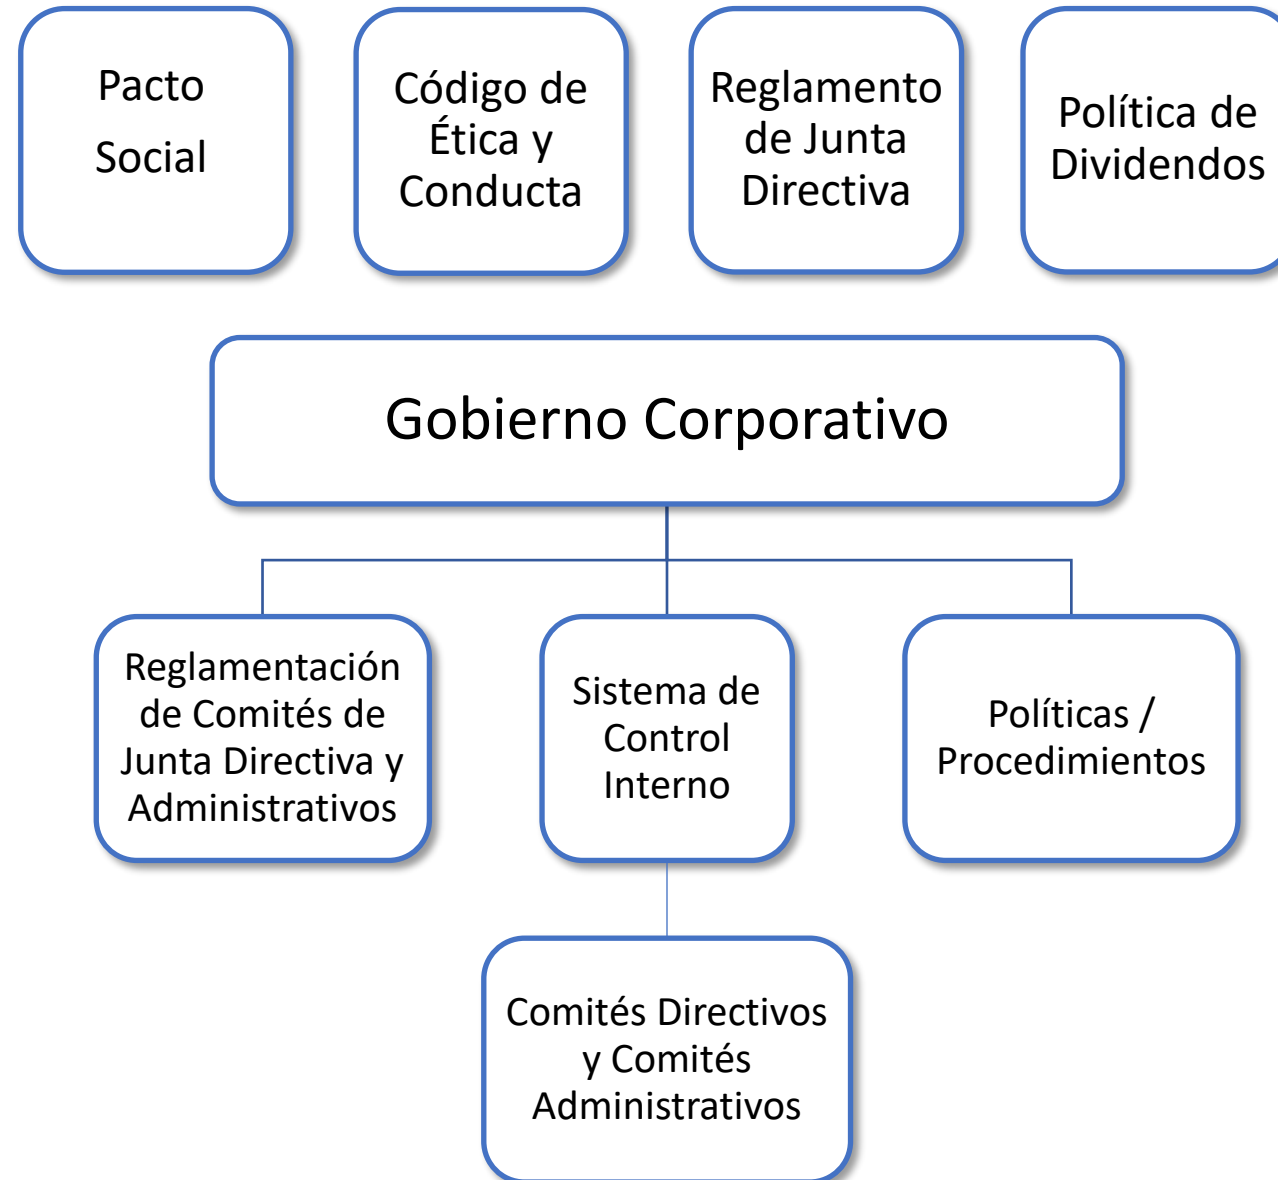 Pacto
Social
Código de
Ética y
Conducta
Reglamento
de Junta
Directiva
Política de
Dividendos
Gobierno Corporativo
Reglamentación
de Comités de
Junta Directiva y
Administrativos
Sistema de
Control
Interno
Políticas /
Procedimientos
Comités Directivos
y Comités
Administrativos